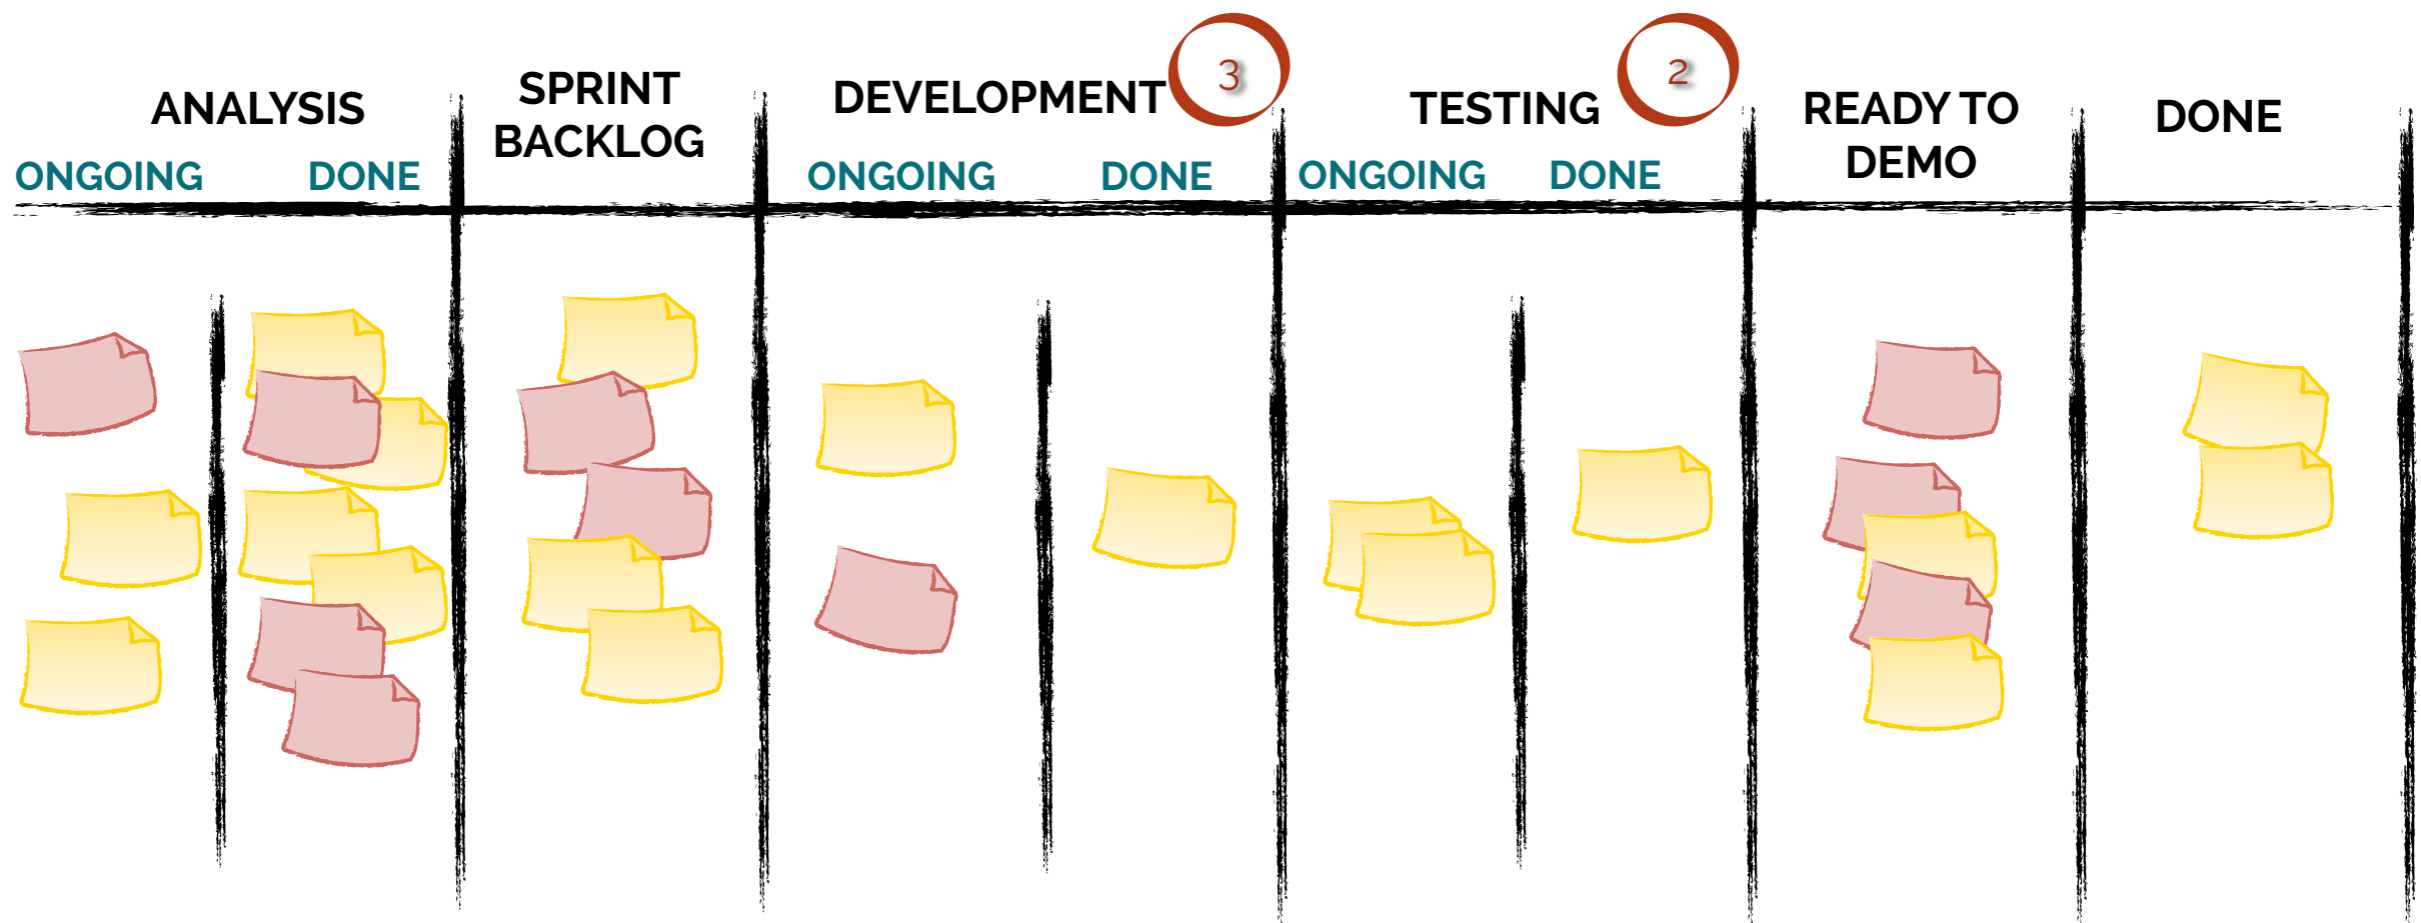 ANALYSIS
ONGOING
DONE
SPRINT
BACKLOG
DEVELOPMENT
3
ONGOING
DONE
TESTING
2
ONGOING
DONE
READY TO
DEMO
DONE